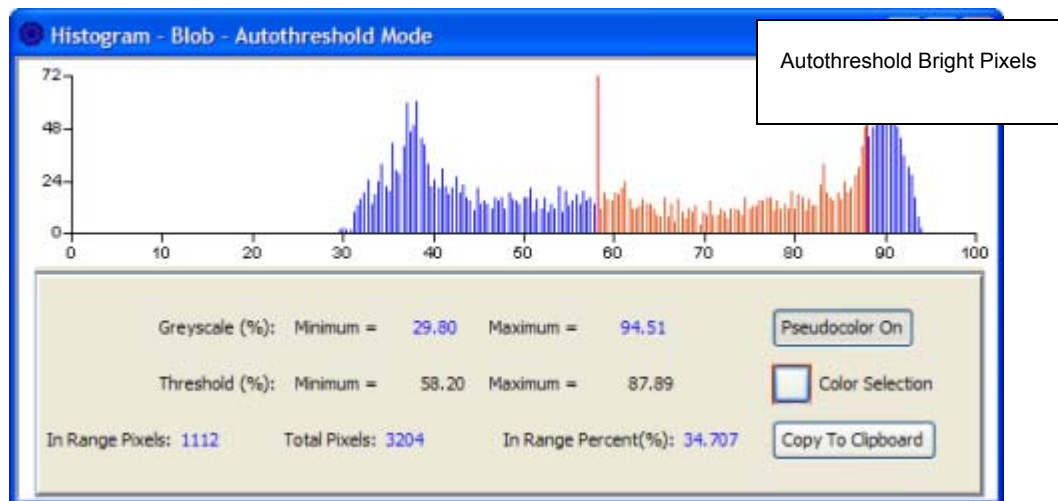 Histogram - Blob - Autothreshold Mode
Autothreshold Bright Pixels
72
48
24
0
0 10 20 30 40 50 60 70 80 90 100
Greyscale (%): Minimum = 29.80 Maximum = 94.51 Pseudocolor On
Threshold (%): Minimum = 58.20 Maximum = 87.89 Color Selection
In Range Pixels: 1112 Total Pixels: 3204 In Range Percent(%): 34.707 Copy To Clipboard